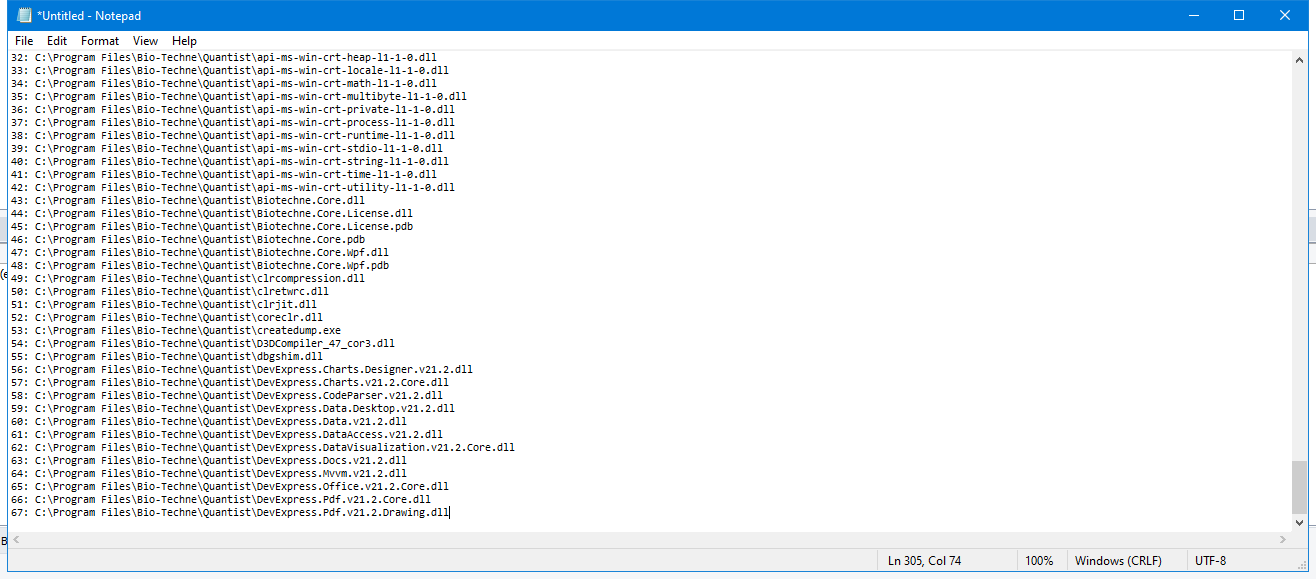 *Untitled - Notepad
File Edit Format View Help
32: C:\Program Files\Bio-Techne\Quantist\api-ms-win-crt-heap-l1-1-0.dll
33: C:\Program Files\Bio-Techne\Quantist\api-ms-win-crt-locale-l1-1-0.dll
34: C:\Program Files\Bio-Techne\Quantist\api-ms-win-crt-math-l1-1-0.dll
35: C:\Program Files\Bio-Techne\Quantist\api-ms-win-crt-multibyte-l1-1-0.dll
36: C:\Program Files\Bio-Techne\Quantist\api-ms-win-crt-private-l1-1-0.dll
37: C:\Program Files\Bio-Techne\Quantist\api-ms-win-crt-process-l1-1-0.dll
38: C:\Program Files\Bio-Techne\Quantist\api-ms-win-crt-runtime-l1-1-0.dll
39: C:\Program Files\Bio-Techne\Quantist\api-ms-win-crt-stdio-l1-1-0.dll
40: C:\Program Files\Bio-Techne\Quantist\api-ms-win-crt-string-l1-1-0.dll
41: C:\Program Files\Bio-Techne\Quantist\api-ms-win-crt-time-l1-1-0.dll
42: C:\Program Files\Bio-Techne\Quantist\api-ms-win-crt-utility-l1-1-0.dll
43: C:\Program Files\Bio-Techne\Quantist\Biotechne.Core.dll
44: C:\Program Files\Bio-Techne\Quantist\Biotechne.Core.License.dll
45: C:\Program Files\Bio-Techne\Quantist\Biotechne.Core.License.pdb
46: C:\Program Files\Bio-Techne\Quantist\Biotechne.Core.pdb
47: C:\Program Files\Bio-Techne\Quantist\Biotechne.Core.Wpf.dll
48: C:\Program Files\Bio-Techne\Quantist\Biotechne.Core.Wpf.pdb
49: C:\Program Files\Bio-Techne\Quantist\clrcompression.dll
50: C:\Program Files\Bio-Techne\Quantist\clretwrc.dll
51: C:\Program Files\Bio-Techne\Quantist\clrjit.dll
52: C:\Program Files\Bio-Techne\Quantist\coreclr.dll
53: C:\Program Files\Bio-Techne\Quantist\createdump.exe
54: C:\Program Files\Bio-Techne\Quantist\D3DCompiler_47_cor3.dll
55: C:\Program Files\Bio-Techne\Quantist\dbgshim.dll
56: C:\Program Files\Bio-Techne\Quantist\DevExpress.Charts.Designer.v21.2.dll
57: C:\Program Files\Bio-Techne\Quantist\DevExpress.Charts.v21.2.Core.dll
58: C:\Program Files\Bio-Techne\Quantist\DevExpress.CodeParser.v21.2.dll
59: C:\Program Files\Bio-Techne\Quantist\DevExpress.Data.Desktop.v21.2.dll
60: C:\Program Files\Bio-Techne\Quantist\DevExpress.Data.v21.2.dll
61: C:\Program Files\Bio-Techne\Quantist\DevExpress.DataAccess.v21.2.dll
62: C:\Program Files\Bio-Techne\Quantist\DevExpress.DataVisualization.v21.2.Core.dll
63: C:\Program Files\Bio-Techne\Quantist\DevExpress.Docs.v21.2.dll
64: C:\Program Files\Bio-Techne\Quantist\DevExpress.Mvvm.v21.2.dll
65: C:\Program Files\Bio-Techne\Quantist\DevExpress.Office.v21.2.Core.dll
66: C:\Program Files\Bio-Techne\Quantist\DevExpress.Pdf.v21.2.Core.dll
67: C:\Program Files\Bio-Techne\Quantist\DevExpress.Pdf.v21.2.Drawing.dll
Ln 305, Col 74 100% Windows (CRLF) UTF-8